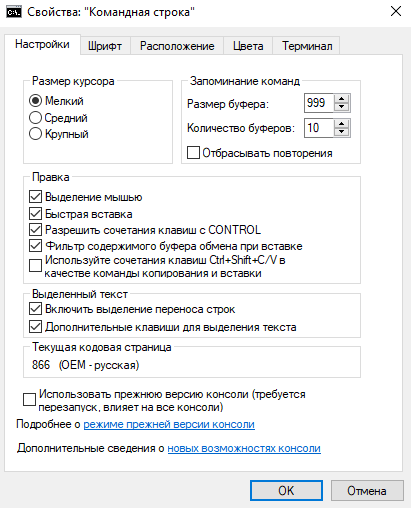 Свойства: "Командная строка"
Настройки Шрифт Расположение Цвета Терминал
Размер курсора
Мелкий
Средний
Крупный
Запоминание команд
Размер буфера: 999
Количество буферов: 10
Отбрасывать повторения
Правка
Выделение мышью
Быстрая вставка
Разрешить сочетания клавиш с CONTROL
Фильтр содержимого буфера обмена при вставке
Используйте сочетания клавиш Ctrl+Shift+C/V в
качестве команды копирования и вставки
Выделенный текст
Включить выделение переноса строк
Дополнительные клавиши для выделения текста
Текущая кодовая страница
866 (OEM - русская)
Использовать прежнюю версию консоли (требуется
перезапуск, влияет на все консоли)
Подробнее о режиме прежней версии консоли
Дополнительные сведения о новых возможностях консоли
OK Отмена